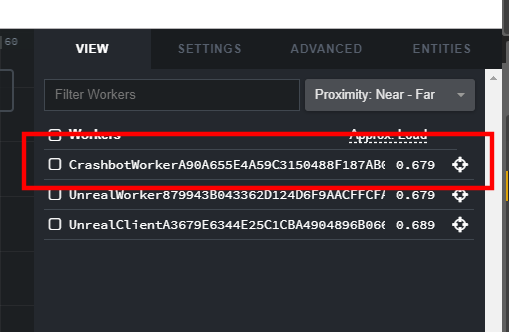 60
VIEW SETTINGS ADVANCED ENTITIES
Filter Workers Proximity: Near - Far
Workers Approx. Load
CrashbotWorkerA90A655E4A59C3150488F187AB 0.679
UnrealWorker879943B043362D124D6F9AACFFCF 0.679
UnrealClientA3679E6344E25C1CBA4904896B06 0.689